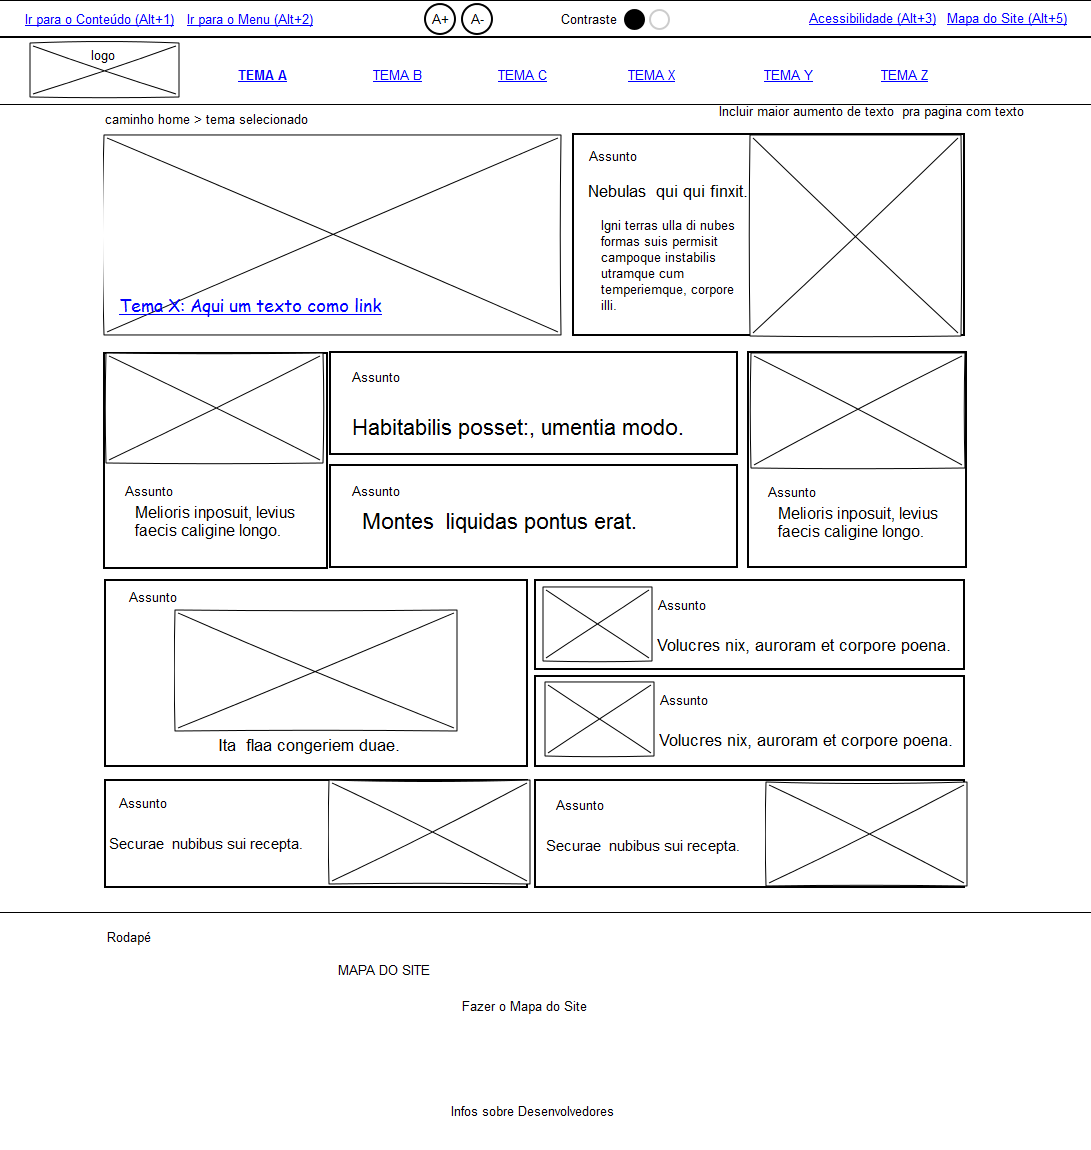 Ir para o Conteúdo (Alt+1) Ir para o Menu (Alt+2) A+ A- Contraste Acessibilidade (Alt+3) Mapa do Site (Alt+5)
logo
TEMA A TEMA B TEMA C TEMA X TEMA Y TEMA Z
Incluir maior aumento de texto pra pagina com texto
caminho home > tema selecionado
Tema X: Aqui um texto como link
Assunto
Nebulas qui qui finxit.
Igni terras ulla di nubes
formas suis permisit
campoque instabilis
utramque cum
temperiemque, corpore
illi.
Assunto
Melioris inposuit, levius
faecis caligine longo.
Assunto
Habitabilis posset:, umentia modo.
Assunto
Montes liquidas pontus erat.
Assunto
Melioris inposuit, levius
faecis caligine longo.
Assunto
Ita flaa congeriem duae.
Assunto
Volucres nix, auroram et corpore poena.
Assunto
Volucres nix, auroram et corpore poena.
Assunto
Securae nubibus sui recepta.
Assunto
Securae nubibus sui recepta.
Rodapé
MAPA DO SITE
Fazer o Mapa do Site
Infos sobre Desenvolvedores